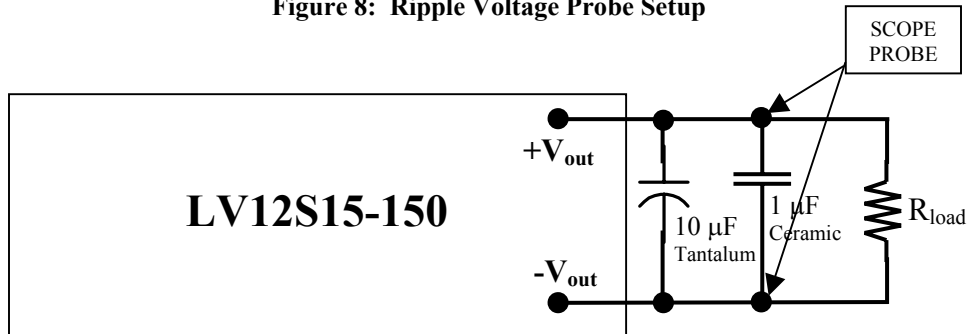 Figure 8: Ripple Voltage Probe Setup
SCOPE
PROBE
+Vout
LV12S15-150
10 µF
Tantalum
1 µF
Ceramic
Rload
-Vout